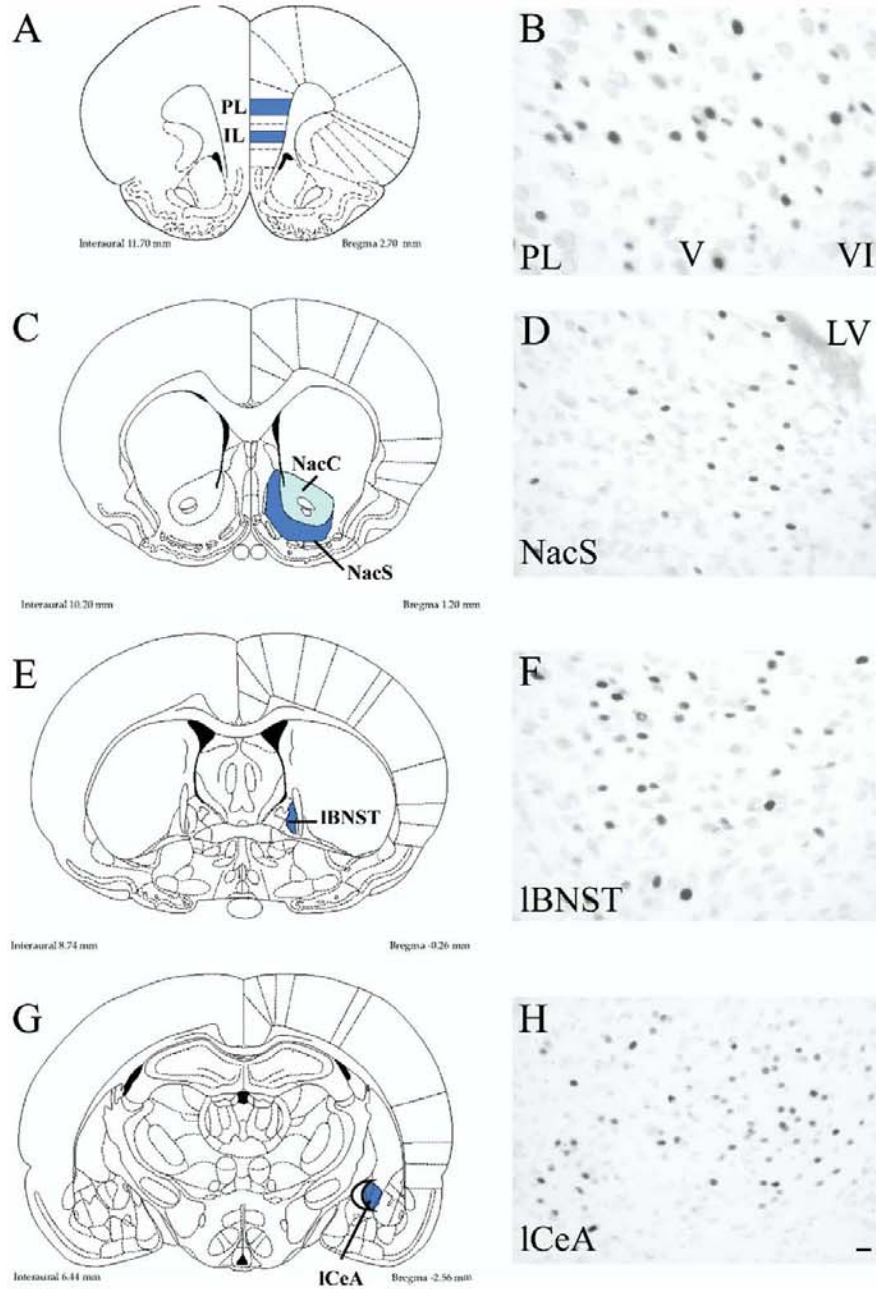 A
PL
IL
Interaural 11.70 mm
Bregma 2.70 mm
B
PL V VI
C
NacC
NacS
Interaural 10.20 mm
Bregma 1.20 mm
D
LV
NacS
E
lBNST
Interaural 8.74 mm
Bregma -0.26 mm
F
lBNST
G
lCeA
Interaural 6.44 mm
Bregma -2.56 mm
H
lCeA